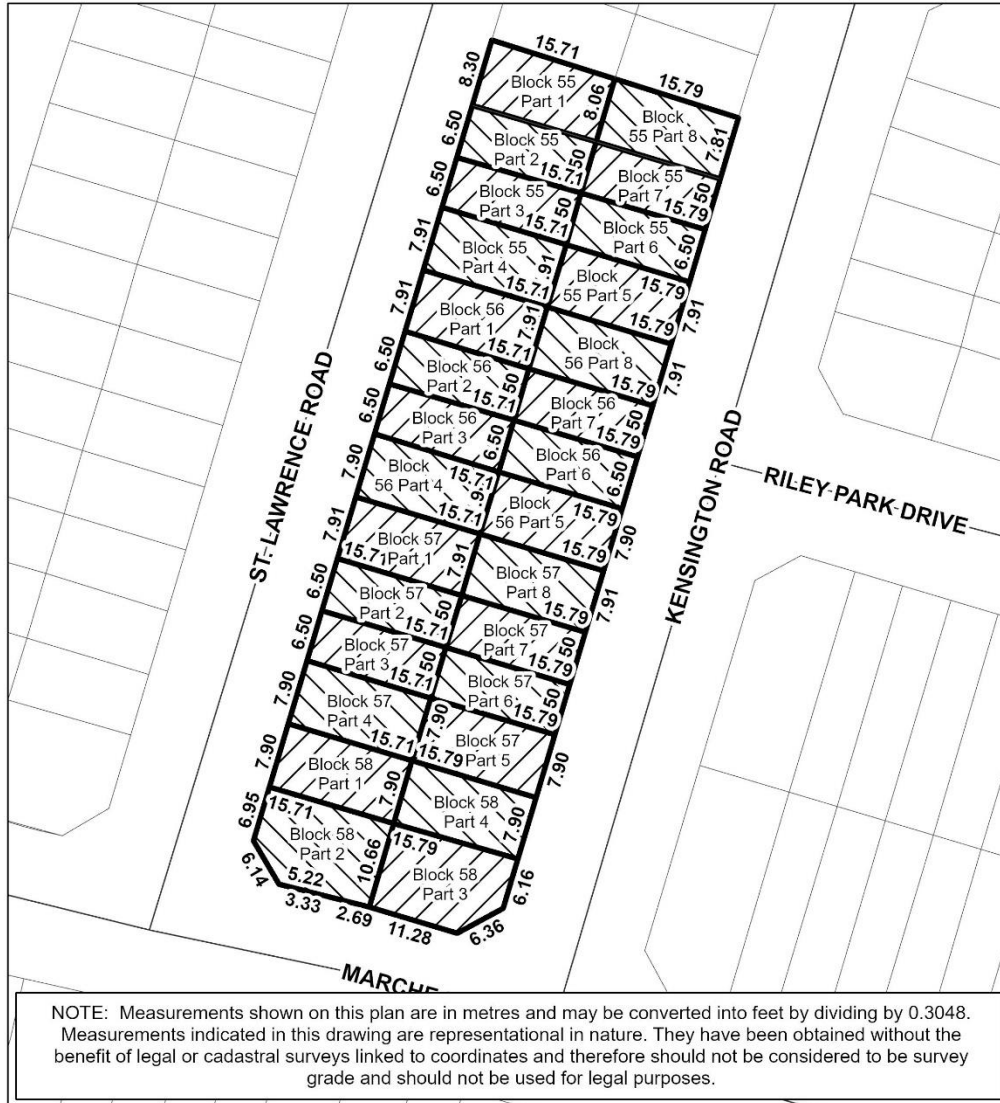 15.71
15.79
8.30
Block 55
Part 1
8.06
Block
55 Part 8
7.81
6.50
Block 55
Part 2
15.71
50
Block 55
Part 7
50
15.79
6.50
Block 55
Part 3
15.71
50
Block 55
Part 6
6.50
15.79
7.91
Block 55
Part 4
15.71
.91
Block
55 Part 5
15.79
7.91
7.91
Block 56
Part 1
15.71
7.91
Block
56 Part 8
15.79
7.91
6.50
Block 56
Part 2
15.71
50
Block 56
Part 7
50
15.79
6.50
Block 56
Part 3
6.50
15.71
Block 56
Part 6
6.50
15.79
7.90
Block
56 Part 4
15.71
Block
56 Part 5
15.79
7.90
7.91
Block 57
Part 1
15.71
7.91
Block 57
Part 8
15.79
7.91
6.50
Block 57
Part 2
15.71
50
Block 57
Part 7
50
15.79
6.50
Block 57
Part 3
15.71
50
Block 57
Part 6
50
15.79
7.90
Block 57
Part 4
15.71
7.90
Block 57
Part 5
15.79
7.90
7.90
Block 58
Part 1
7.90
15.71
Block 58
Part 4
7.90
15.79
6.95
Block 58
Part 2
10.66
Block 58
Part 3
6.16
6.14
5.22
3.33
2.69
11.28
6.36
ST. LAWRENCE ROAD
KENSINGTON ROAD
RILEY PARK DRIVE
NOTE: Measurements shown on this plan are in metres and may be converted into feet by dividing by 0.3048.
Measurements indicated in this drawing are representational in nature. They have been obtained without the
benefit of legal or cadastral surveys linked to coordinates and therefore should not be considered to be survey
grade and should not be used for legal purposes.